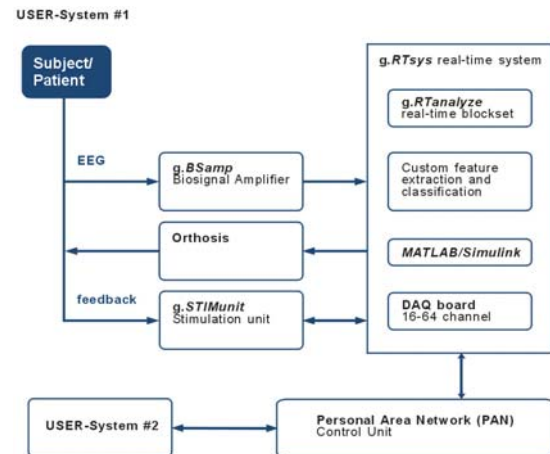 USER-System #1
Subject/
Patient
EEG
g.BSamp
Biosignal Amplifier
Orthosis
feedback
g.STIMunit
Stimulation unit
g.RTsys real-time system
g.RTanalyze
real-time blockset
Custom feature
extraction and
classification
MATLAB/Simulink
DAQ board
16-64 channel
USER-System #2
Personal Area Network (PAN)
Control Unit